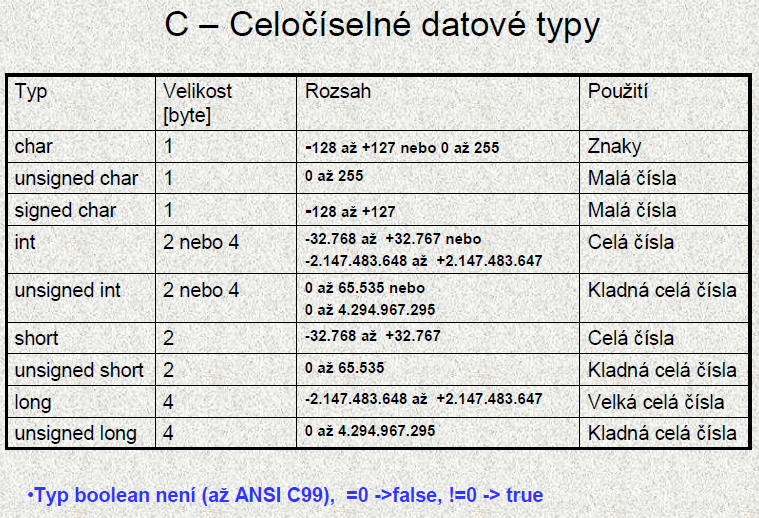 C – Celočíselné datové typy
Typ Velikost [byte] Rozsah Použití
char 1 -128 až +127 nebo 0 až 255 Znaky
unsigned char 1 0 až 255 Malá čísla
signed char 1 -128 až +127 Malá čísla
int 2 nebo 4 -32.768 až +32.767 nebo Celá čísla
-2.147.483.648 až +2.147.483.647
unsigned int 2 nebo 4 0 až 65.535 nebo Kladná celá čísla
0 až 4.294.967.295
short 2 -32.768 až +32.767 Celá čísla
unsigned short 2 0 až 65.535 Kladná celá čísla
long 4 -2.147.483.648 až +2.147.483.647 Velká celá čísla
unsigned long 4 0 až 4.294.967.295 Kladná celá čísla
•Typ boolean není (až ANSI C99), =0 ->false, !=0 -> true